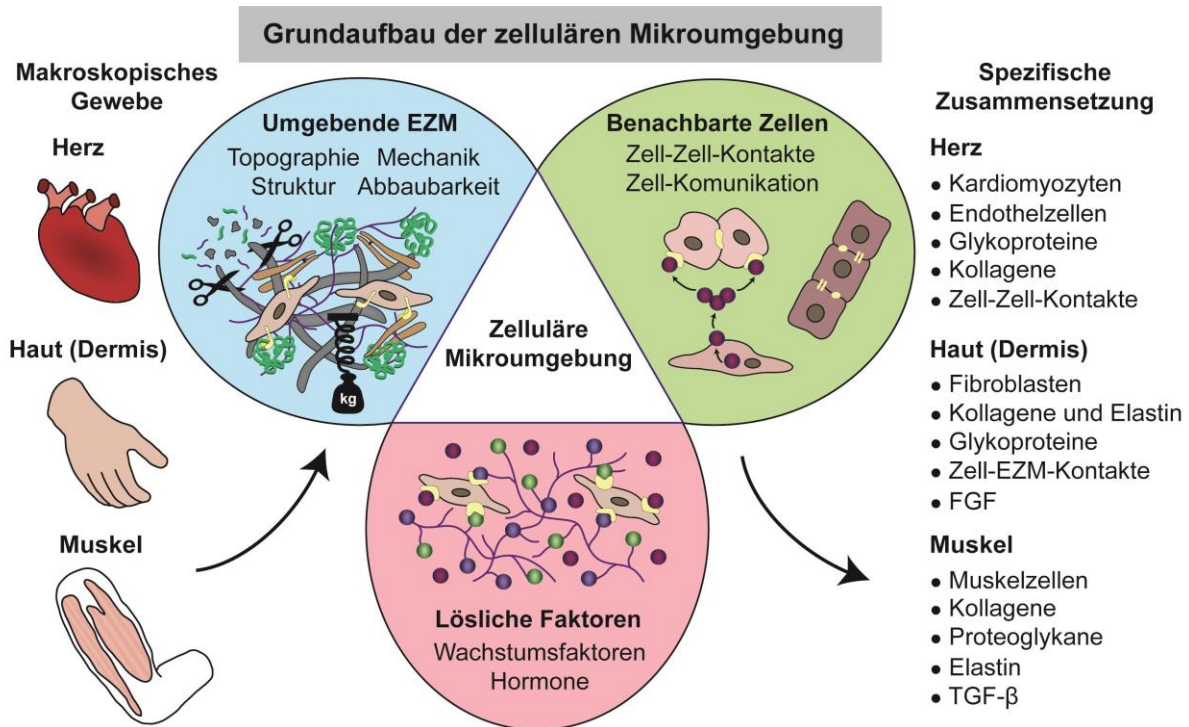 Grundaufbau der zellulären Mikroumgebung
Makroskopisches
Gewebe
Herz
Haut (Dermis)
Muskel
Umgebende EZM
Topographie Mechanik
Struktur Abbaubarkeit
kg
Benachbarte Zellen
Zell-Zell-Kontakte
Zell-Komunikation
Zelluläre
Mikroumgebung
Lösliche Faktoren
Wachstumsfaktoren
Hormone
Spezifische
Zusammensetzung
Herz
● Kardiomyozyten
● Endothelzellen
● Glykoproteine
● Kollagene
● Zell-Zell-Kontakte
Haut (Dermis)
● Fibroblasten
● Kollagene und Elastin
● Glykoproteine
● Zell-EZM-Kontakte
● FGF
Muskel
● Muskelzellen
● Kollagene
● Proteoglykane
● Elastin
● TGF-β